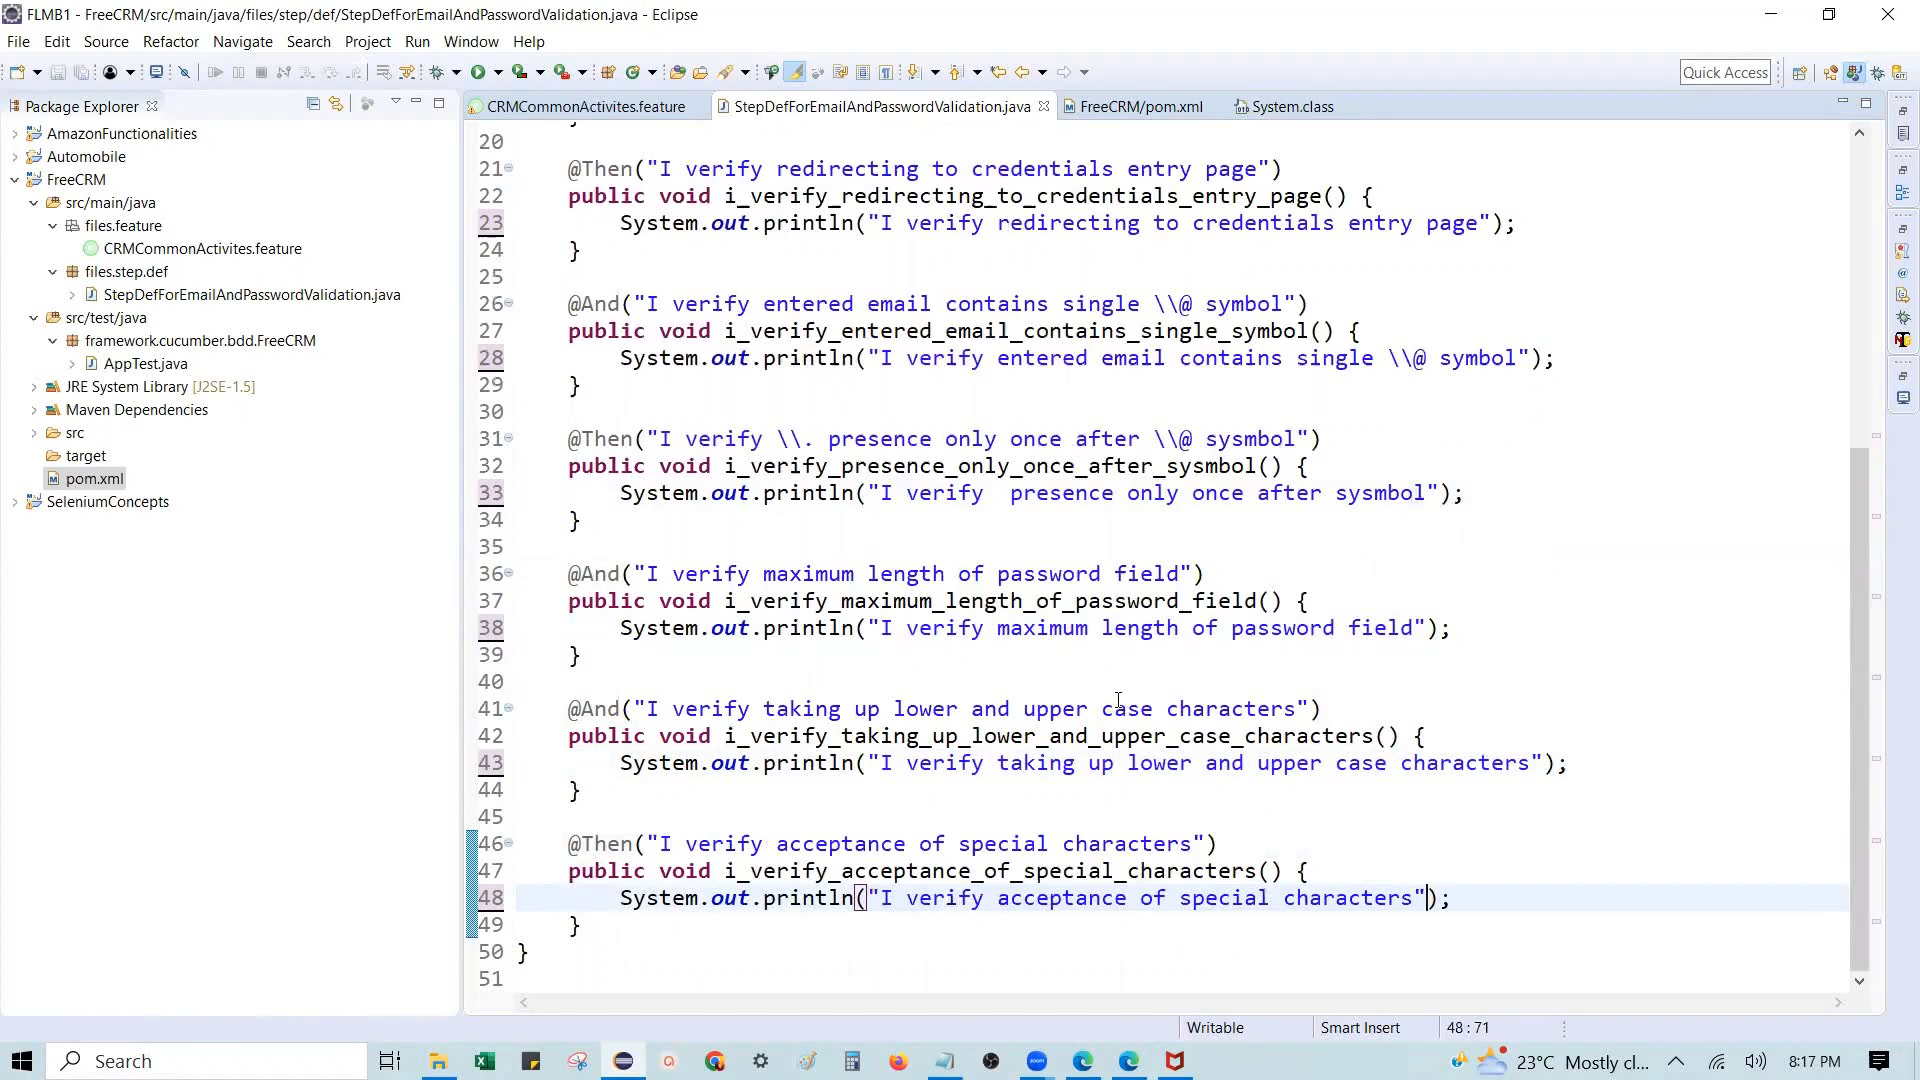 FLMB1 - FreeCRM/src/main/java/files/step/def/StepDefForEmailAndPasswordValidation.java - Eclipse
File Edit Source Refactor Navigate Search Project Run Window Help
Quick Access
Package Explorer
AmazonFunctionalities
Automobile
FreeCRM
src/main/java
files.feature
CRMCommonActivites.feature
files.step.def
StepDefForEmailAndPasswordValidation.java
src/test/java
framework.cucumber.bdd.FreeCRM
AppTest.java
JRE System Library [J2SE-1.5]
Maven Dependencies
src
target
pom.xml
SeleniumConcepts
CRMCommonActivites.feature StepDefForEmailAndPasswordValidation.java FreeCRM/pom.xml System.class
20
21 @Then("I verify redirecting to credentials entry page")
22 public void i_verify_redirecting_to_credentials_entry_page() {
23 System.out.println("I verify redirecting to credentials entry page");
24 }
25
26 @And("I verify entered email contains single \\@ symbol")
27 public void i_verify_entered_email_contains_single_symbol() {
28 System.out.println("I verify entered email contains single \\@ symbol");
29 }
30
31 @Then("I verify \\. presence only once after \\@ sysmbol")
32 public void i_verify_presence_only_once_after_sysmbol() {
33 System.out.println("I verify  presence only once after sysmbol");
34 }
35
36 @And("I verify maximum length of password field")
37 public void i_verify_maximum_length_of_password_field() {
38 System.out.println("I verify maximum length of password field");
39 }
40
41 @And("I verify taking up lower and upper case characters")
42 public void i_verify_taking_up_lower_and_upper_case_characters() {
43 System.out.println("I verify taking up lower and upper case characters");
44 }
45
46 @Then("I verify acceptance of special characters")
47 public void i_verify_acceptance_of_special_characters() {
48 System.out.println("I verify acceptance of special characters");
49 }
50 }
51
Writable Smart Insert 48 : 71
Search
23°C Mostly cl... 8:17 PM